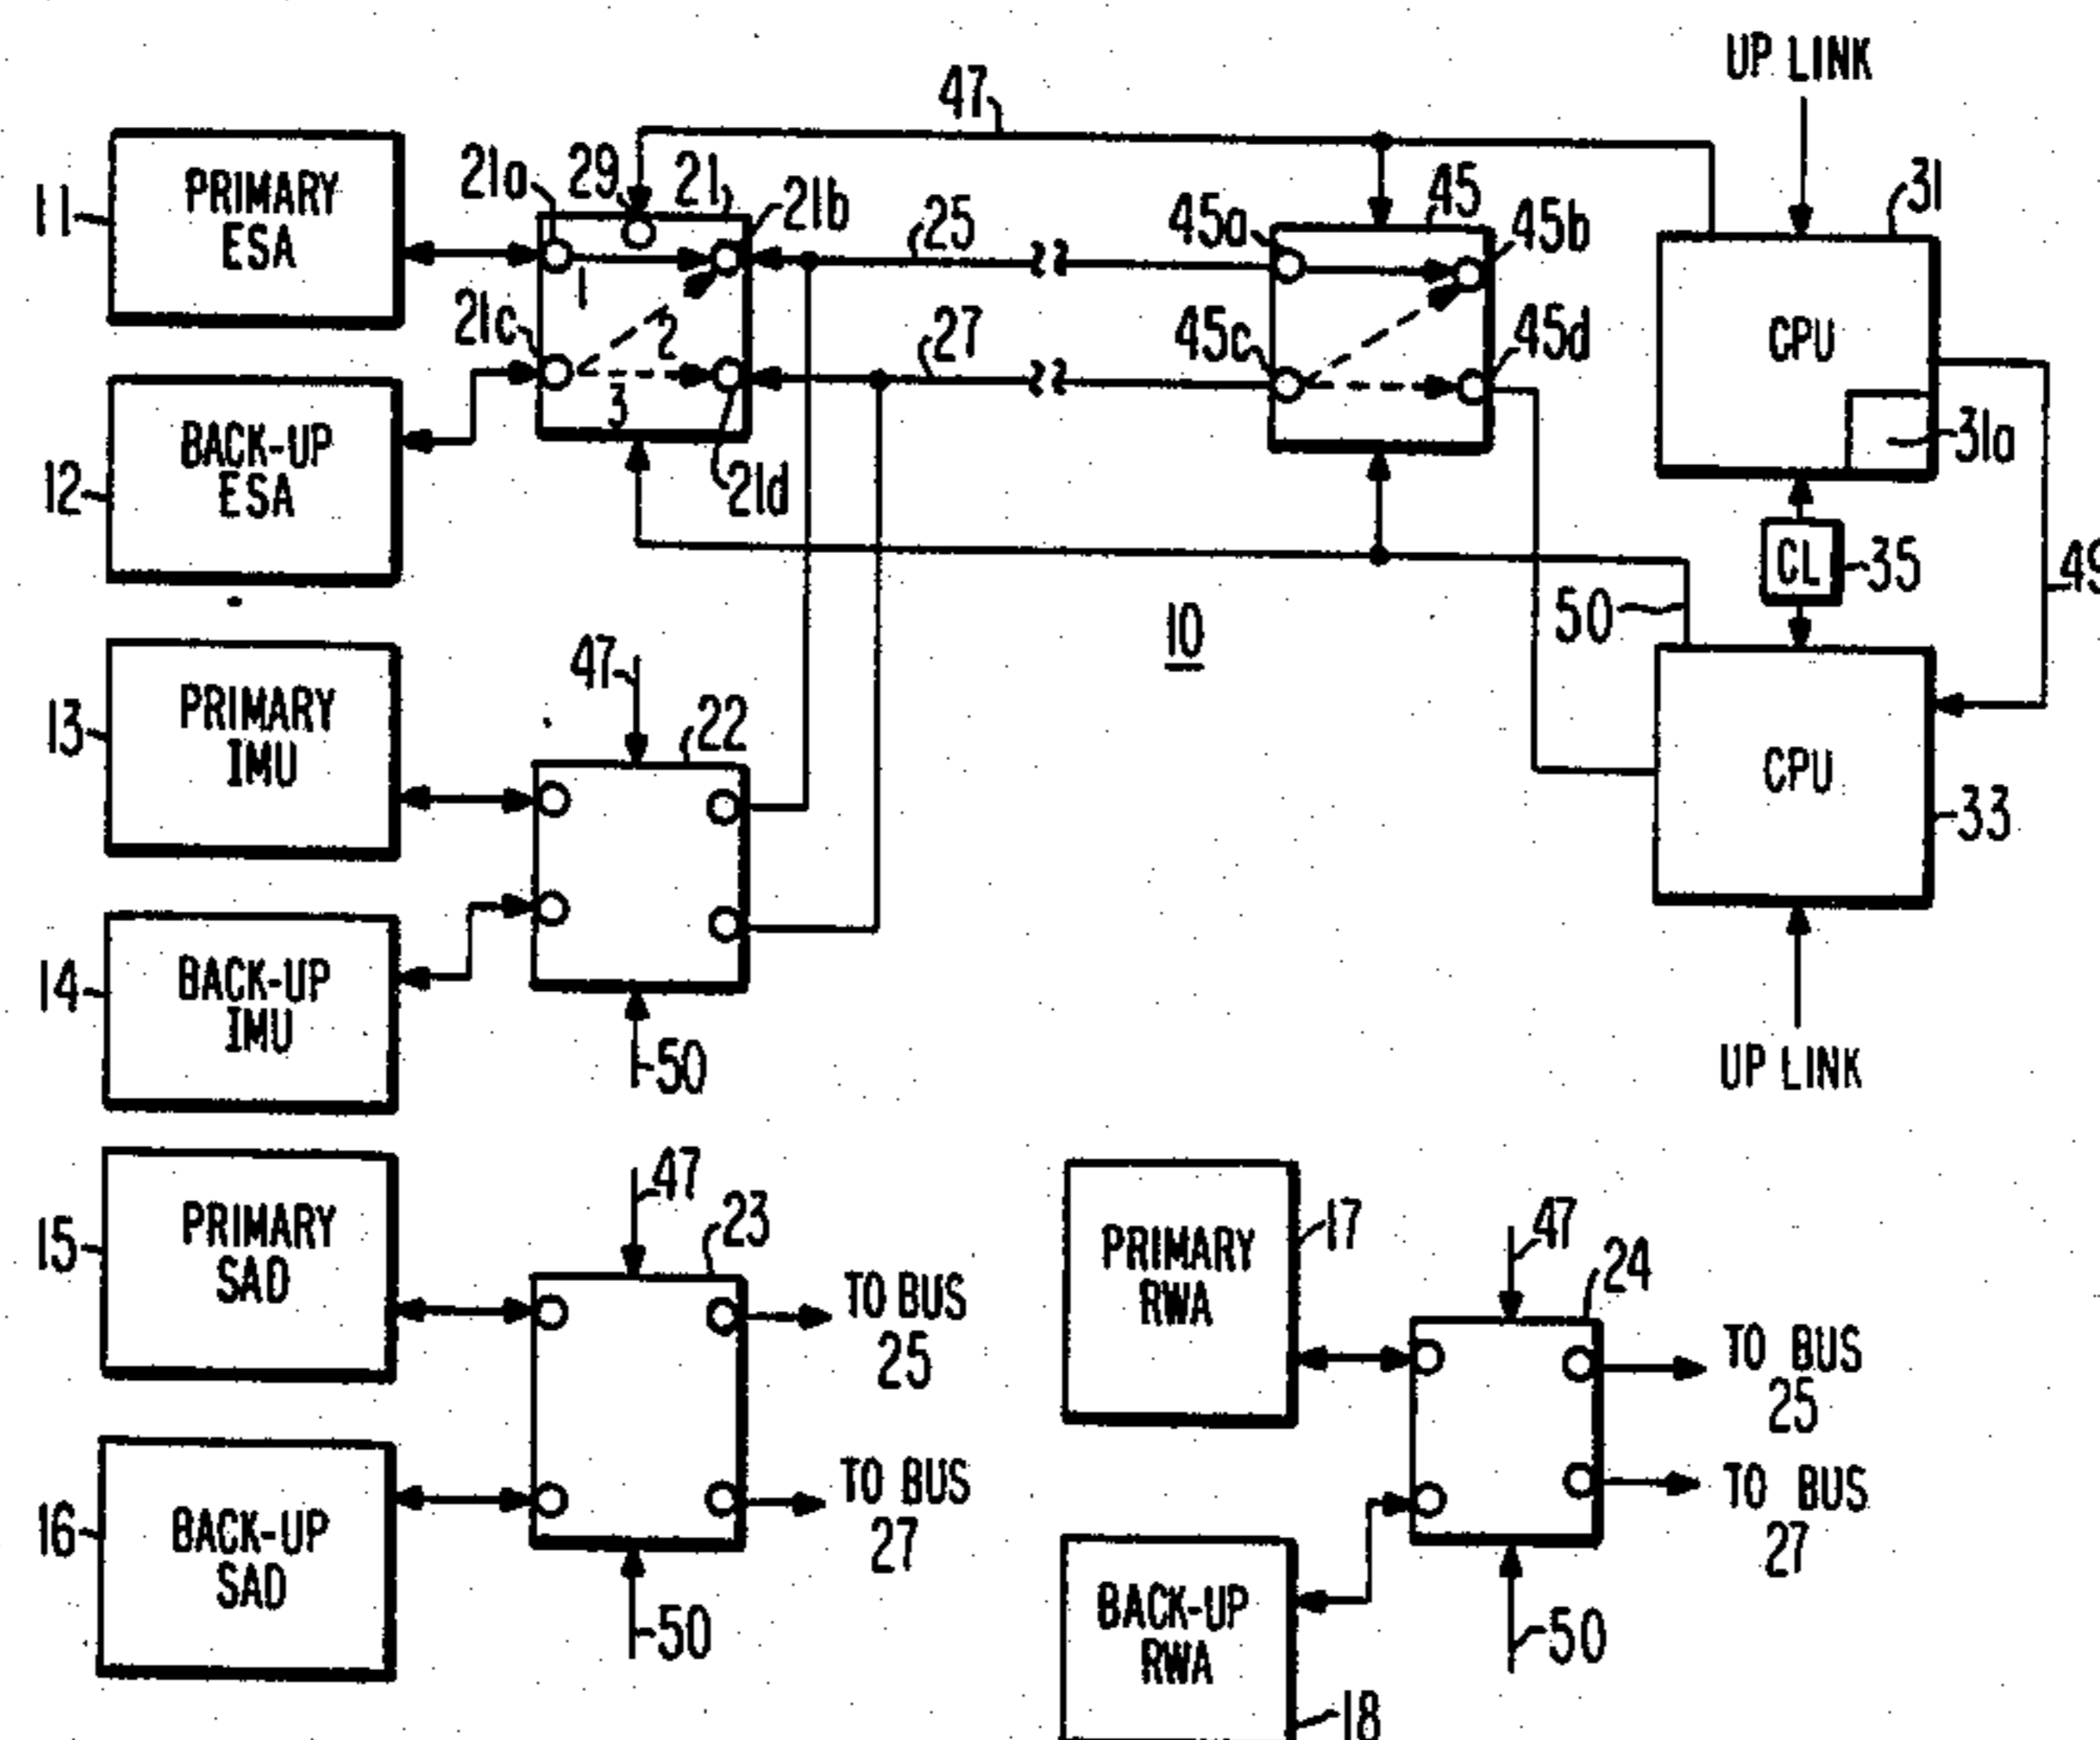 UP LINK
47
11
PRIMARY
ESA
21a
29
21
21b
25
45a
45
45b
31
1
21c
2
27
45c
45d
CPU
3
21d
31a
12
BACK-UP
ESA
CL
35
49
50
10
13
PRIMARY
IMU
47
22
CPU
33
14
BACK-UP
IMU
50
UP LINK
15
PRIMARY
SAD
47
23
TO BUS
25
16
BACK-UP
SAD
TO BUS
27
50
PRIMARY
RWA
17
47
24
TO BUS
25
TO BUS
27
BACK-UP
RWA
50
18